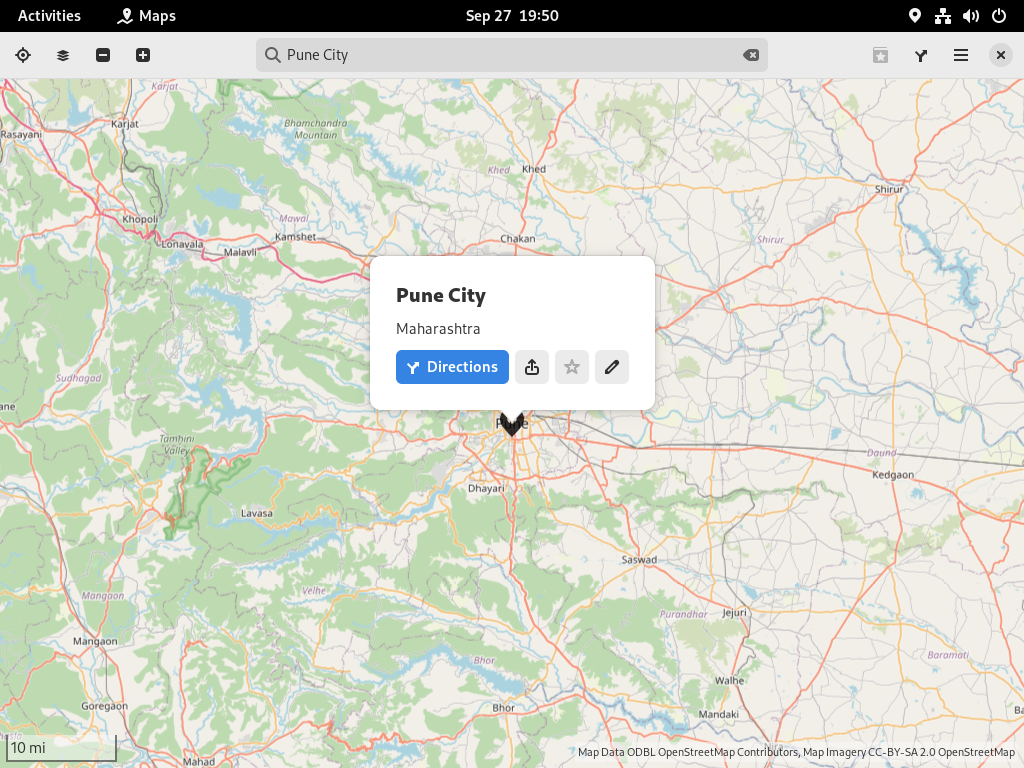 Activities
Maps
Sep 27 19:50
Pune City
Karjat
Karjat
Rasayani
Bhamchandra
Mountain
Khed
Khed
Shirur
Khopoli
Mawal
Lonavala
Kamshet
Malavli
Chakan
Shirur
Pune City
Maharashtra
Directions
Sudhagad
ane
Pune
Tamhini
Valley
Daund
Kedgaon
Dhayari
Lavasa
Saswad
Velhe
Mangaon
Purandhar
Jejuri
Mangaon
Bhor
Baramati
Walhe
Goregaon
Bhor
Mandaki
Ba
10 mi
Mahad
Map Data ODBL OpenStreetMap Contributors, Map Imagery CC-BY-SA 2.0 OpenStreetMap